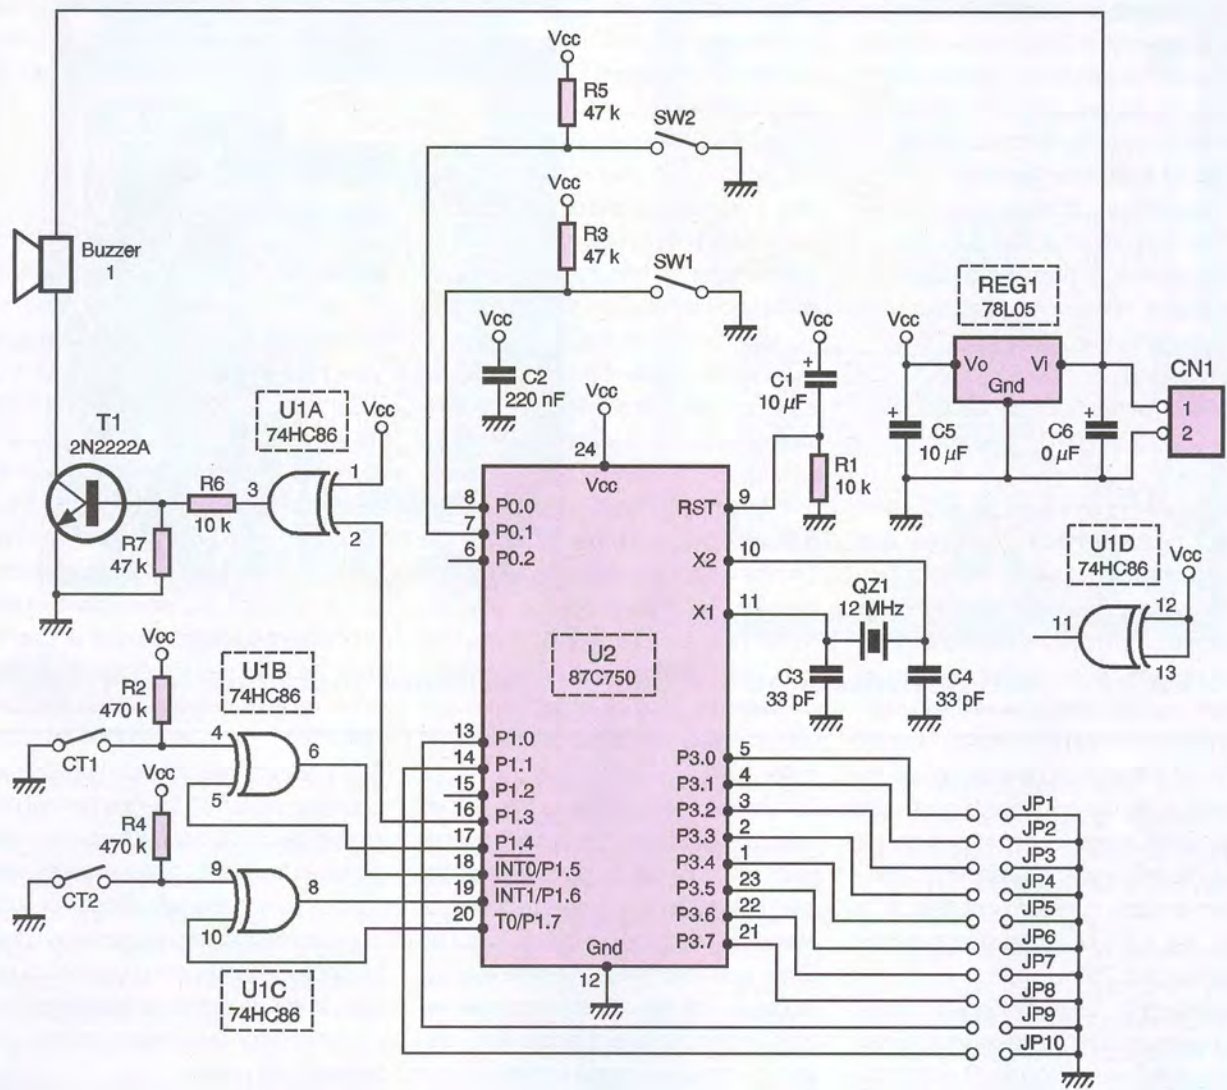 Vcc
R5
47 k
SW2
Vcc
R3
47 k
SW1
Buzzer
1
Vcc
C2
220 nF
Vcc
C1
10 µF
R1
10 k
Vcc
REG1
78L05
Vo
Vi
Gnd
C5
10 µF
C6
0 µF
CN1
1
2
+
+
+
T1
2N2222A
U1A
74HC86
Vcc
R6
10 k
3
1
2
R7
47 k
24
Vcc
8
P0.0
7
P0.1
6
P0.2
RST
9
X2
10
X1
11
QZ1
12 MHz
C3
33 pF
C4
33 pF
U1D
74HC86
Vcc
11
12
13
U2
87C750
Vcc
R2
470 k
U1B
74HC86
CT1
4
5
6
Vcc
R4
470 k
CT2
9
10
8
U1C
74HC86
13
P1.0
14
P1.1
15
P1.2
16
P1.3
17
P1.4
18
INT0/P1.5
19
INT1/P1.6
20
T0/P1.7
Gnd
12
P3.0
5
P3.1
4
P3.2
3
P3.3
2
P3.4
1
P3.5
23
P3.6
22
P3.7
21
JP1
JP2
JP3
JP4
JP5
JP6
JP7
JP8
JP9
JP10